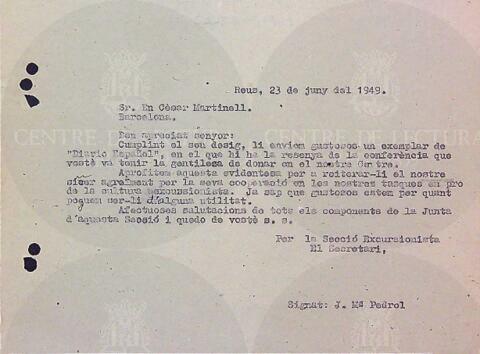 Reus, 23 de juny del 1949.
Sr. En Cèsar Martinell.
Barcelona.
Ben apreciat senyor:
Cumplint el seu desig, li enviem gustosos un exemplar de
"Diario Español", en el que hi ha la resenya de la conferència que
vostè va tenir la gentilesa de donar en el nostre Centre.
Aprofitem aquesta evidentesa per a reiterar-li el nostre
sincer agraiment per la seva cooperació en les nostres tasques en pro
de la cultura excursionista. Ja sap que gustosos estem per quant
poguem ser-li d'alguna utilitat.
Afectuoses salutacions de tots els components de la Junta
d'aquesta Secció i quedo de vostè s. s.
Per la Secció Excursionista
El Secretari,
Signat: J. Mª Pedrol
CENTRE DE LECTURA
CENTRE DE LECTU